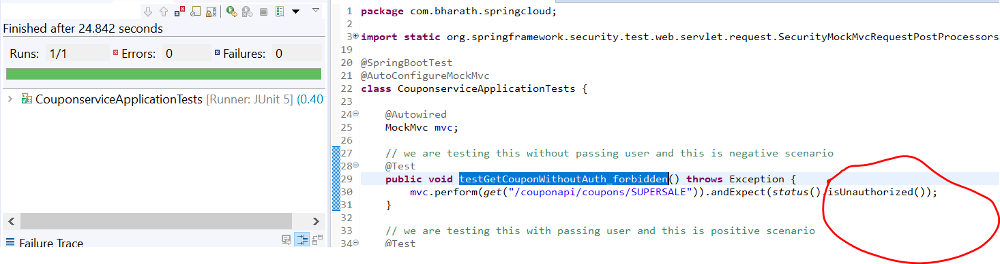 Finished after 24.842 seconds
Runs: 1/1 Errors: 0 Failures: 0
CouponserviceApplicationTests [Runner: JUnit 5] (0.40
Failure Trace
1 package com.bharath.springcloud;
2
3 import static org.springframework.security.test.web.servlet.request.SecurityMockMvcRequestPostProcessors
19
20 @SpringBootTest
21 @AutoConfigureMockMvc
22 class CouponserviceApplicationTests {
23
24 @Autowired
25 MockMvc mvc;
26
27 // we are testing this without passing user and this is negative scenario
28 @Test
29 public void testGetCouponWithoutAuth_forbidden() throws Exception {
30 mvc.perform(get("/couponapi/coupons/SUPERSALE")).andExpect(status().isUnauthorized());
31 }
32
33 // we are testing this with passing user and this is positive scenario
34 @Test